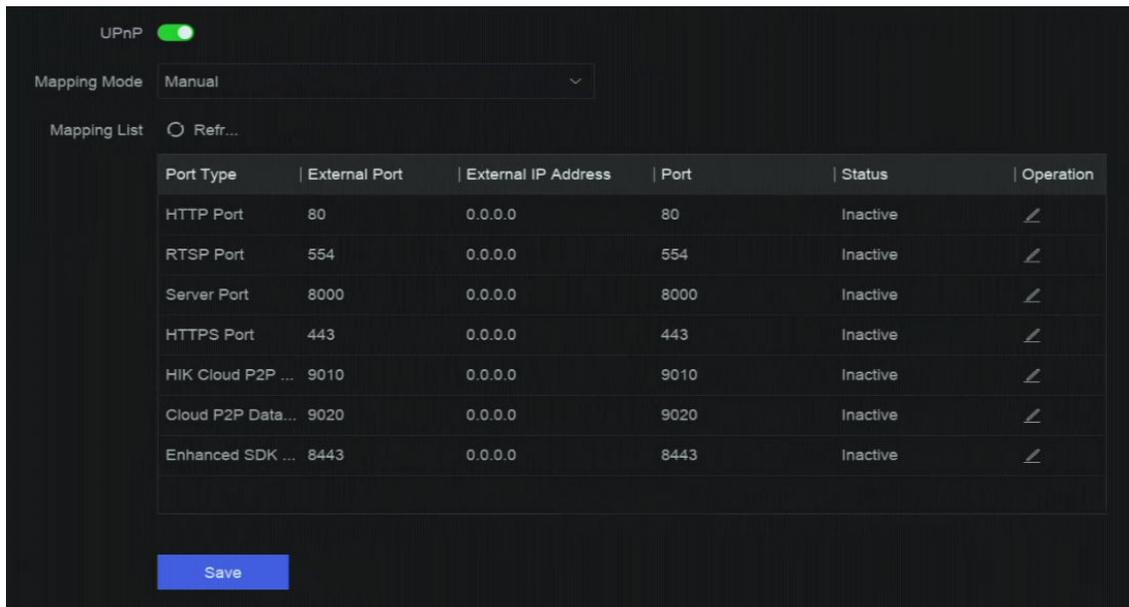 UPnP
Mapping Mode Manual
Mapping List Refr...
Port Type External Port External IP Address Port Status Operation
HTTP Port 80 0.0.0.0 80 Inactive
RTSP Port 554 0.0.0.0 554 Inactive
Server Port 8000 0.0.0.0 8000 Inactive
HTTPS Port 443 0.0.0.0 443 Inactive
HIK Cloud P2P ... 9010 0.0.0.0 9010 Inactive
Cloud P2P Data... 9020 0.0.0.0 9020 Inactive
Enhanced SDK ... 8443 0.0.0.0 8443 Inactive
Save